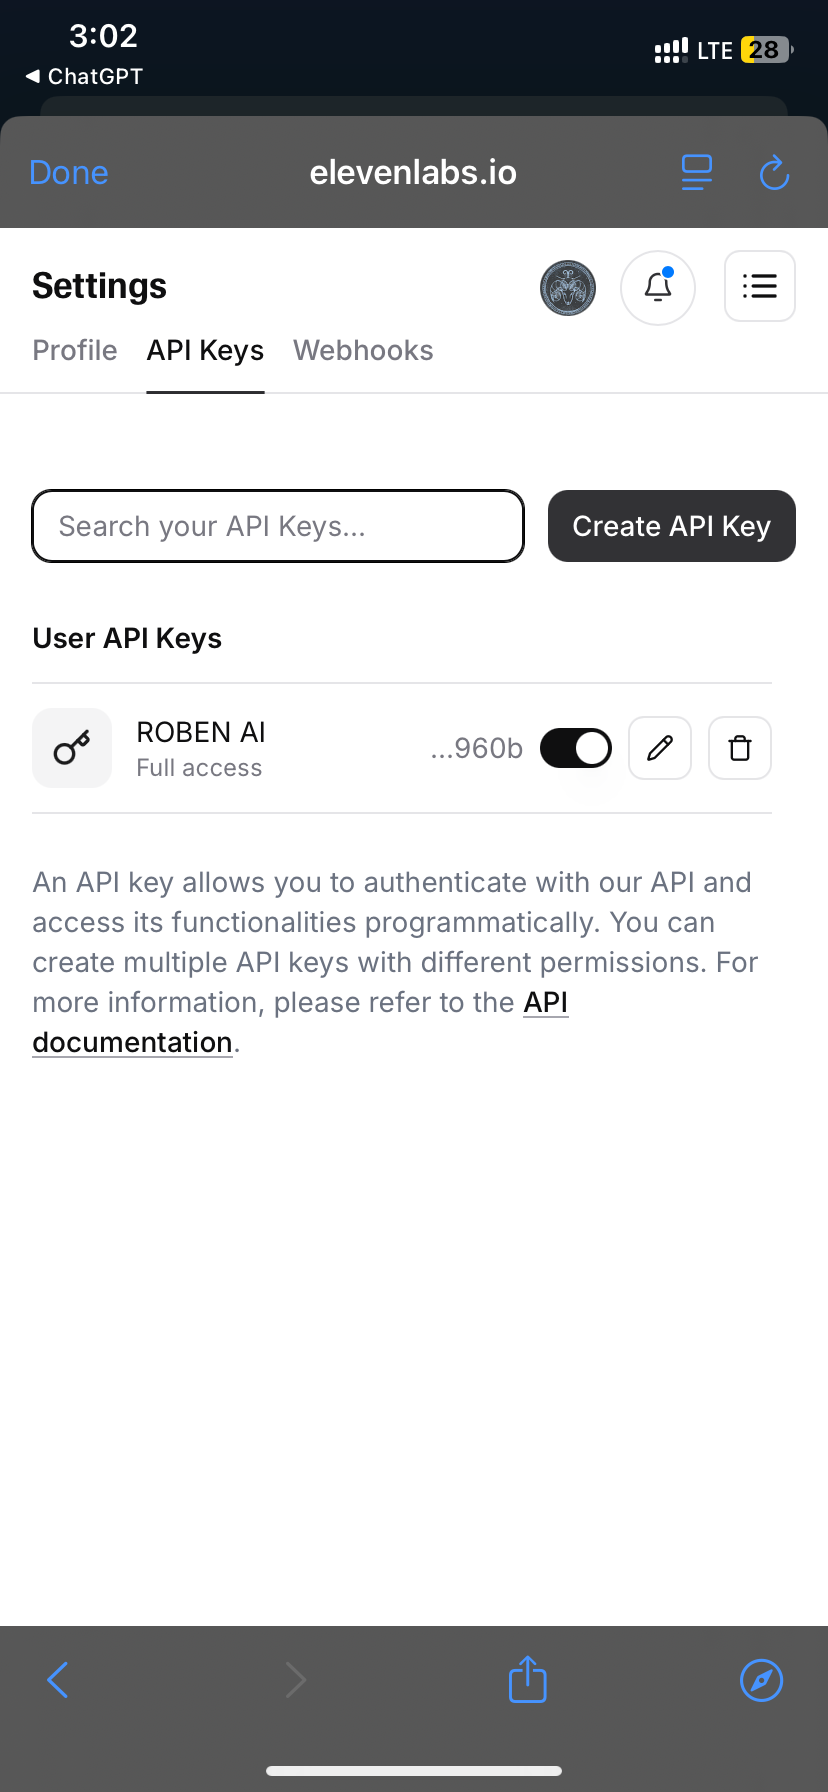 3:02
LTE 28
◀ ChatGPT
Done
elevenlabs.io
Settings
Profile API Keys Webhooks
Search your API Keys...
Create API Key
User API Keys
ROBEN AI
Full access
...960b
An API key allows you to authenticate with our API and
access its functionalities programmatically. You can
create multiple API keys with different permissions. For
more information, please refer to the API
documentation.